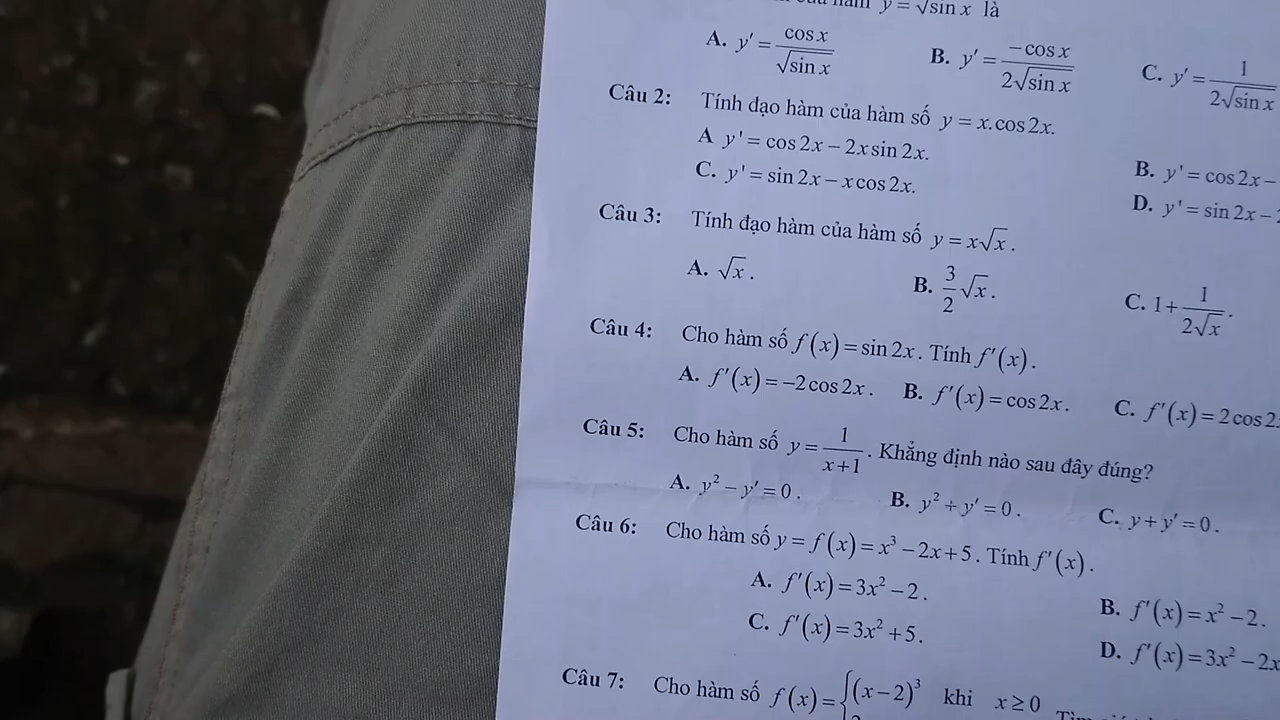 hàm y = √sin x là
A. y' = cos x / √sin x B. y' = −cos x / 2√sin x C. y' = 1 / 2√sin x
Câu 2: Tính đạo hàm của hàm số y = x.cos 2x.
A y' = cos 2x − 2x sin 2x. B. y' = cos 2x −
C. y' = sin 2x − x cos 2x. D. y' = sin 2x −
Câu 3: Tính đạo hàm của hàm số y = x√x.
A. √x. B. 3/2 √x. C. 1 + 1 / 2√x.
Câu 4: Cho hàm số f(x) = sin 2x. Tính f'(x).
A. f'(x) = −2 cos 2x. B. f'(x) = cos 2x. C. f'(x) = 2 cos 2
Câu 5: Cho hàm số y = 1 / x+1. Khẳng định nào sau đây đúng?
A. y² − y' = 0. B. y² + y' = 0. C. y + y' = 0.
Câu 6: Cho hàm số y = f(x) = x³ − 2x + 5. Tính f'(x).
A. f'(x) = 3x² − 2. B. f'(x) = x² − 2.
C. f'(x) = 3x² + 5. D. f'(x) = 3x² − 2x
Câu 7: Cho hàm số f(x) = { (x − 2)³ khi x ≥ 0